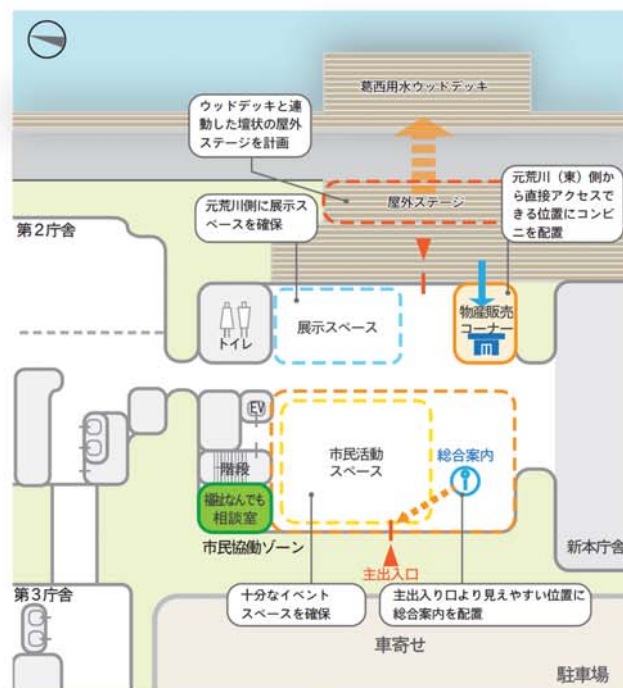 葛西用水ウッドデッキ
ウッドデッキと連
動した壇状の屋外
ステージを計画
元荒川（東）側か
ら直接アクセスで
きる位置にコンビ
ニを配置
元荒川側に展示ス
ペースを確保
屋外ステージ
第2庁舎
トイレ
展示スペース
物産販売
コーナー
EV
階段
市民活動
スペース
総合案内
福祉なんでも
相談室
市民協働ゾーン
新本庁舎
主出入口
第3庁舎
十分なイベント
スペースを確保
主出入り口より見えやすい位置に
総合案内を配置
車寄せ
駐車場